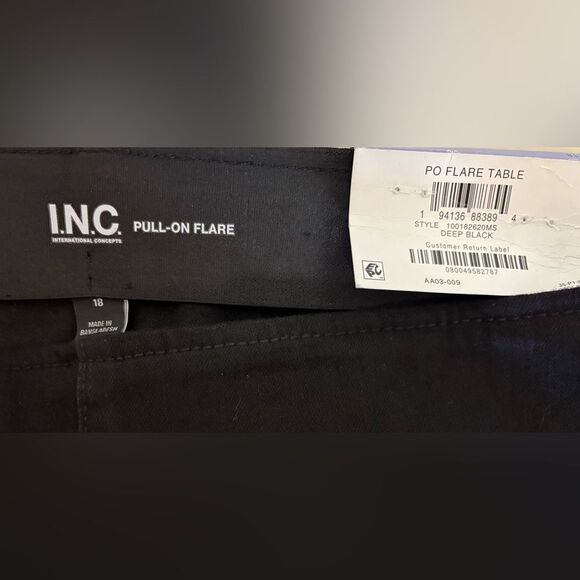 I.N.C.
INTERNATIONAL CONCEPTS
PULL-ON FLARE
18
MADE IN
BANGLADESH
PO FLARE TABLE
1 94136 88389 4
STYLE 100182620MS
DEEP BLACK
Customer Return Label
080049582787
AA03-009